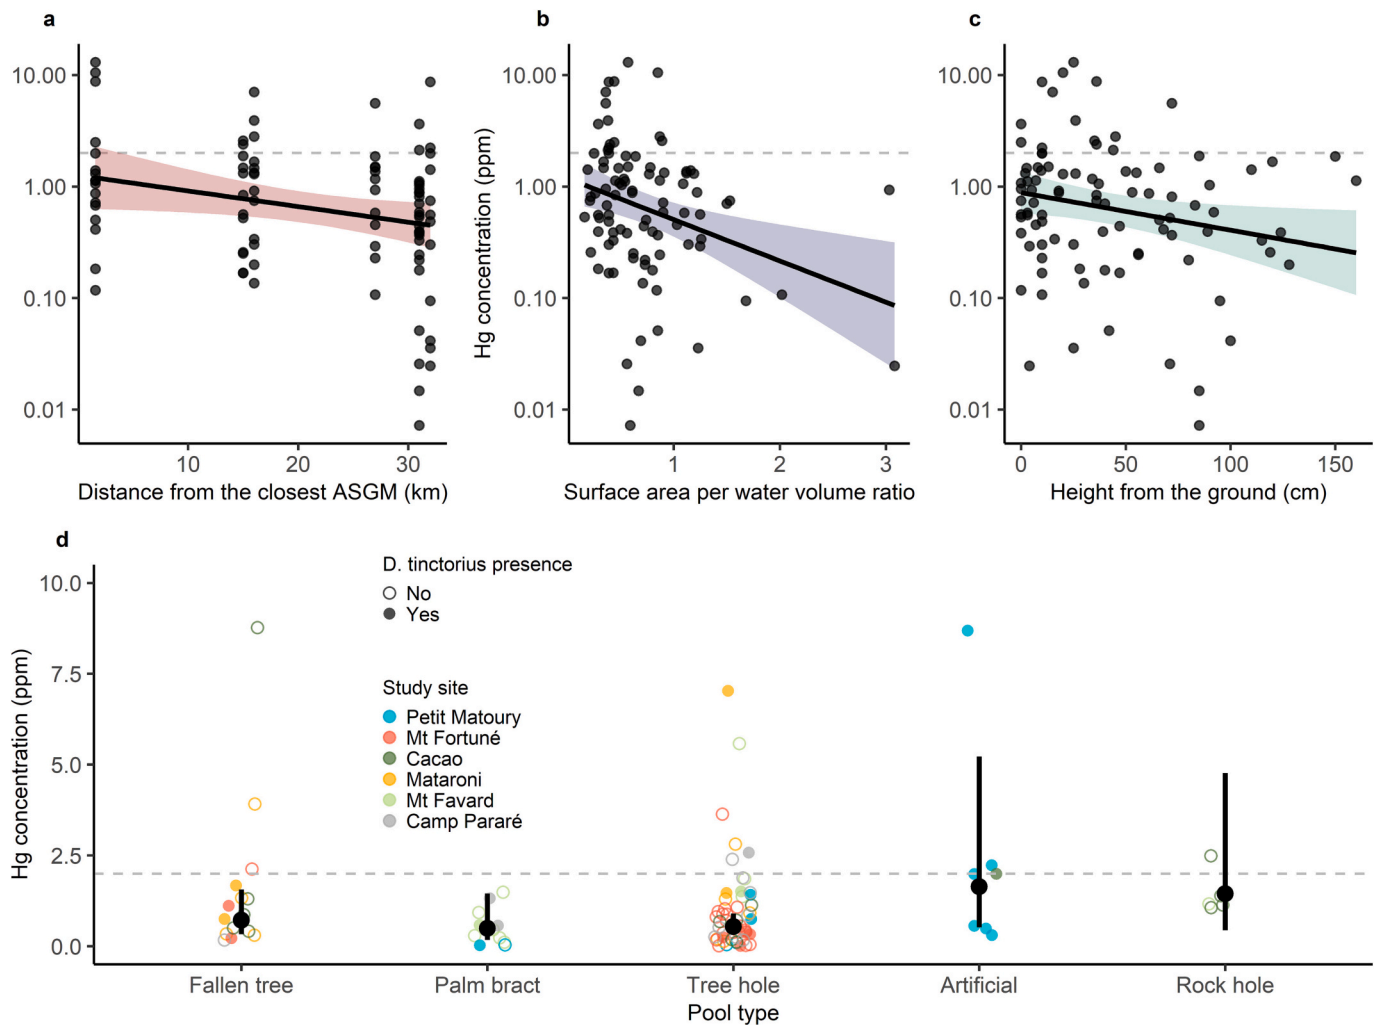 a
b
c
10.00
1.00
0.10
0.01
10
20
30
Distance from the closest ASGM (km)
Hg concentration (ppm)
10.00
1.00
0.10
0.01
1
2
3
Surface area per water volume ratio
10.00
1.00
0.10
0.01
0
50
100
150
Height from the ground (cm)
d
Hg concentration (ppm)
10.0
7.5
5.0
2.5
0.0
D. tinctorius presence
No
Yes
Study site
Petit Matoury
Mt Fortuné
Cacao
Mataroni
Mt Favard
Camp Pararé
Fallen tree
Palm bract
Tree hole
Artificial
Rock hole
Pool type